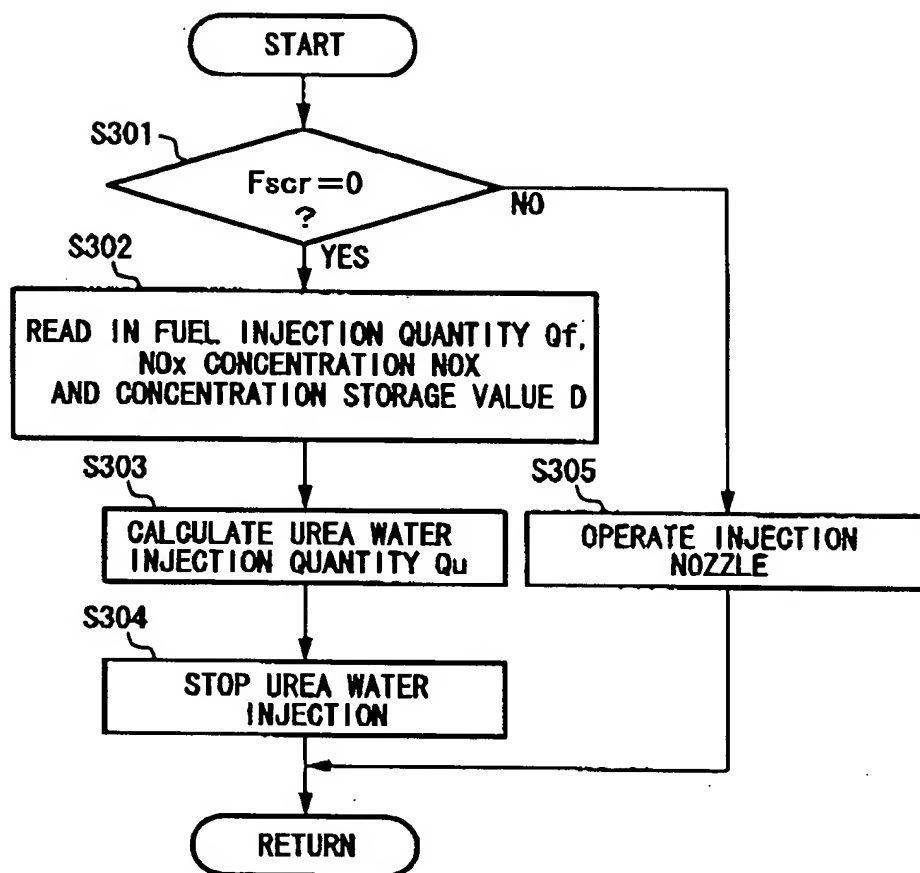 START
S301
Fscr=0
?
NO
YES
S302
READ IN FUEL INJECTION QUANTITY Qf,
NOx CONCENTRATION NOX
AND CONCENTRATION STORAGE VALUE D
S303
CALCULATE UREA WATER
INJECTION QUANTITY Qu
S305
OPERATE INJECTION
NOZZLE
S304
STOP UREA WATER
INJECTION
RETURN